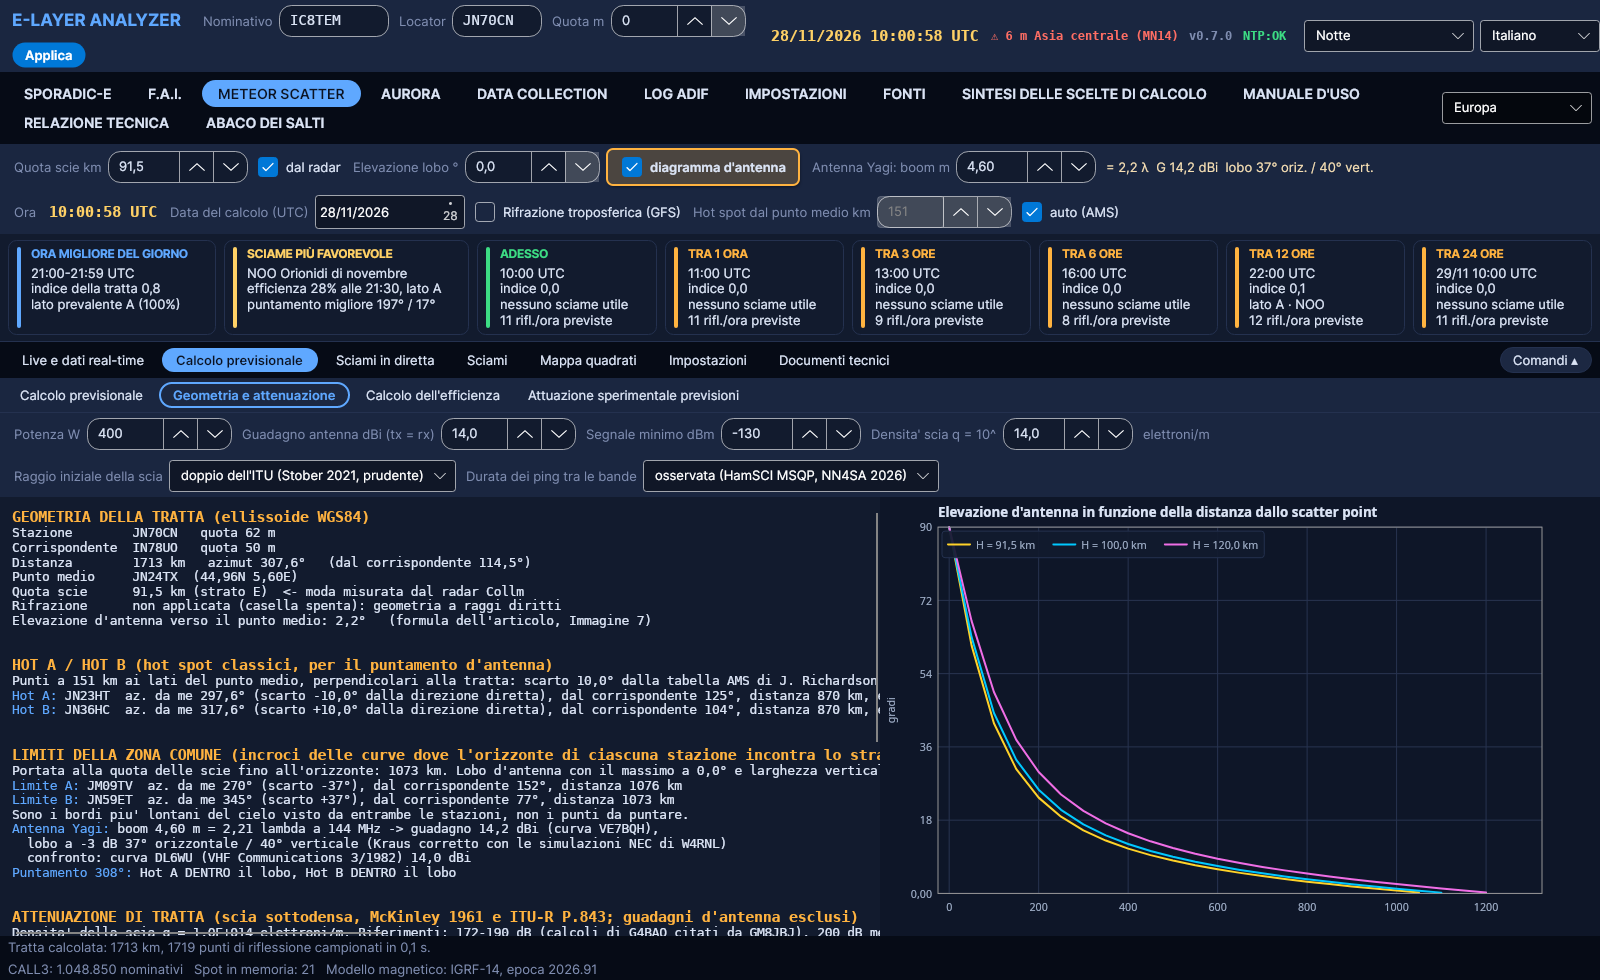 E-LAYER ANALYZER Nominativo IC8TEM Locator JN70CN Quota m 0
28/11/2026 10:00:58 UTC ⚠ 6 m Asia centrale (MN14) v0.7.0 NTP:OK Notte Italiano
Applica
SPORADIC-E F.A.I. METEOR SCATTER AURORA DATA COLLECTION LOG ADIF IMPOSTAZIONI FONTI SINTESI DELLE SCELTE DI CALCOLO MANUALE D'USO
RELAZIONE TECNICA ABACO DEI SALTI
Europa
Quota scie km 91,5 dal radar Elevazione lobo ° 0,0 diagramma d'antenna Antenna Yagi: boom m 4,60 = 2,2 λ G 14,2 dBi lobo 37° oriz. / 40° vert.
Ora 10:00:58 UTC Data del calcolo (UTC) 28/11/2026 28 Rifrazione troposferica (GFS) Hot spot dal punto medio km 151 auto (AMS)
ORA MIGLIORE DEL GIORNO
21:00-21:59 UTC
indice della tratta 0,8
lato prevalente A (100%)
SCIAME PIÙ FAVOREVOLE
NOO Orionidi di novembre
efficienza 28% alle 21:30, lato A
puntamento migliore 197° / 17°
ADESSO
10:00 UTC
indice 0,0
nessuno sciame utile
11 rifl./ora previste
TRA 1 ORA
11:00 UTC
indice 0,0
nessuno sciame utile
11 rifl./ora previste
TRA 3 ORE
13:00 UTC
indice 0,0
nessuno sciame utile
9 rifl./ora previste
TRA 6 ORE
16:00 UTC
indice 0,0
nessuno sciame utile
8 rifl./ora previste
TRA 12 ORE
22:00 UTC
indice 0,1
lato A · NOO
12 rifl./ora previste
TRA 24 ORE
29/11 10:00 UTC
indice 0,0
nessuno sciame utile
11 rifl./ora previste
Live e dati real-time Calcolo previsionale Sciami in diretta Sciami Mappa quadrati Impostazioni Documenti tecnici Comandi ▴
Calcolo previsionale Geometria e attenuazione Calcolo dell'efficienza Attuazione sperimentale previsioni
Potenza W 400 Guadagno antenna dBi (tx = rx) 14,0 Segnale minimo dBm -130 Densita' scia q = 10^ 14,0 elettroni/m
Raggio iniziale della scia doppio dell'ITU (Stober 2021, prudente) Durata dei ping tra le bande osservata (HamSCI MSQP, NN4SA 2026)
GEOMETRIA DELLA TRATTA (ellissoide WGS84)
Stazione JN70CN quota 62 m
Corrispondente IN78UO quota 50 m
Distanza 1713 km azimut 307,6° (dal corrispondente 114,5°)
Punto medio JN24TX (44,96N 5,60E)
Quota scie 91,5 km (strato E) <- moda misurata dal radar Collm
Rifrazione non applicata (casella spenta): geometria a raggi diritti
Elevazione d'antenna verso il punto medio: 2,2° (formula dell'articolo, Immagine 7)
HOT A / HOT B (hot spot classici, per il puntamento d'antenna)
Punti a 151 km ai lati del punto medio, perpendicolari alla tratta: scarto 10,0° dalla tabella AMS di J. Richardson
Hot A: JN23HT az. da me 297,6° (scarto -10,0° dalla direzione diretta), dal corrispondente 125°, distanza 870 km,
Hot B: JN36HC az. da me 317,6° (scarto +10,0° dalla direzione diretta), dal corrispondente 104°, distanza 870 km,
LIMITI DELLA ZONA COMUNE (incroci delle curve dove l'orizzonte di ciascuna stazione incontra lo stra
Portata alla quota delle scie fino all'orizzonte: 1073 km. Lobo d'antenna con il massimo a 0,0° e larghezza vertical
Limite A: JM09TV az. da me 270° (scarto -37°), dal corrispondente 152°, distanza 1076 km
Limite B: JN59ET az. da me 345° (scarto +37°), dal corrispondente 77°, distanza 1073 km
Sono i bordi piu' lontani del cielo visto da entrambe le stazioni, non i punti da puntare.
Antenna Yagi: boom 4,60 m = 2,21 lambda a 144 MHz -> guadagno 14,2 dBi (curva VE7BQH),
lobo a -3 dB 37° orizzontale / 40° verticale (Kraus corretto con le simulazioni NEC di W4RNL)
confronto: curva DL6WU (VHF Communications 3/1982) 14,0 dBi
Puntamento 308°: Hot A DENTRO il lobo, Hot B DENTRO il lobo
ATTENUAZIONE DI TRATTA (scia sottodensa, McKinley 1961 e ITU-R P.843; guadagni d'antenna esclusi)
Densita' della scia q = 1,0E+014 elettroni/m. Riferimenti: 172-190 dB (calcoli di G4BAO citati da GM8JBJ), 200 dB me
Elevazione d'antenna in funzione della distanza dallo scatter point
H = 91,5 km H = 100,0 km H = 120,0 km
gradi
90
72
54
36
18
0,00
0 200 400 600 800 1000 1200
Tratta calcolata: 1713 km, 1719 punti di riflessione campionati in 0,1 s.
CALL3: 1.048.850 nominativi Spot in memoria: 21 Modello magnetico: IGRF-14, epoca 2026.91